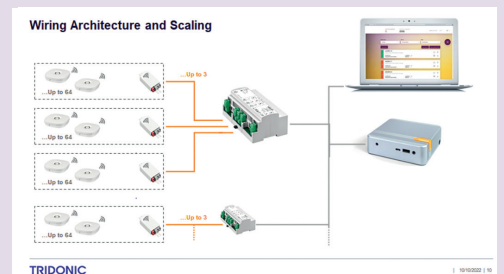 Wiring Architecture and Scaling
...Up to 3
...Up to 64
...Up to 64
...Up to 64
...Up to 3
...Up to 64
TRIDONIC
| 10/10/2022 | 10